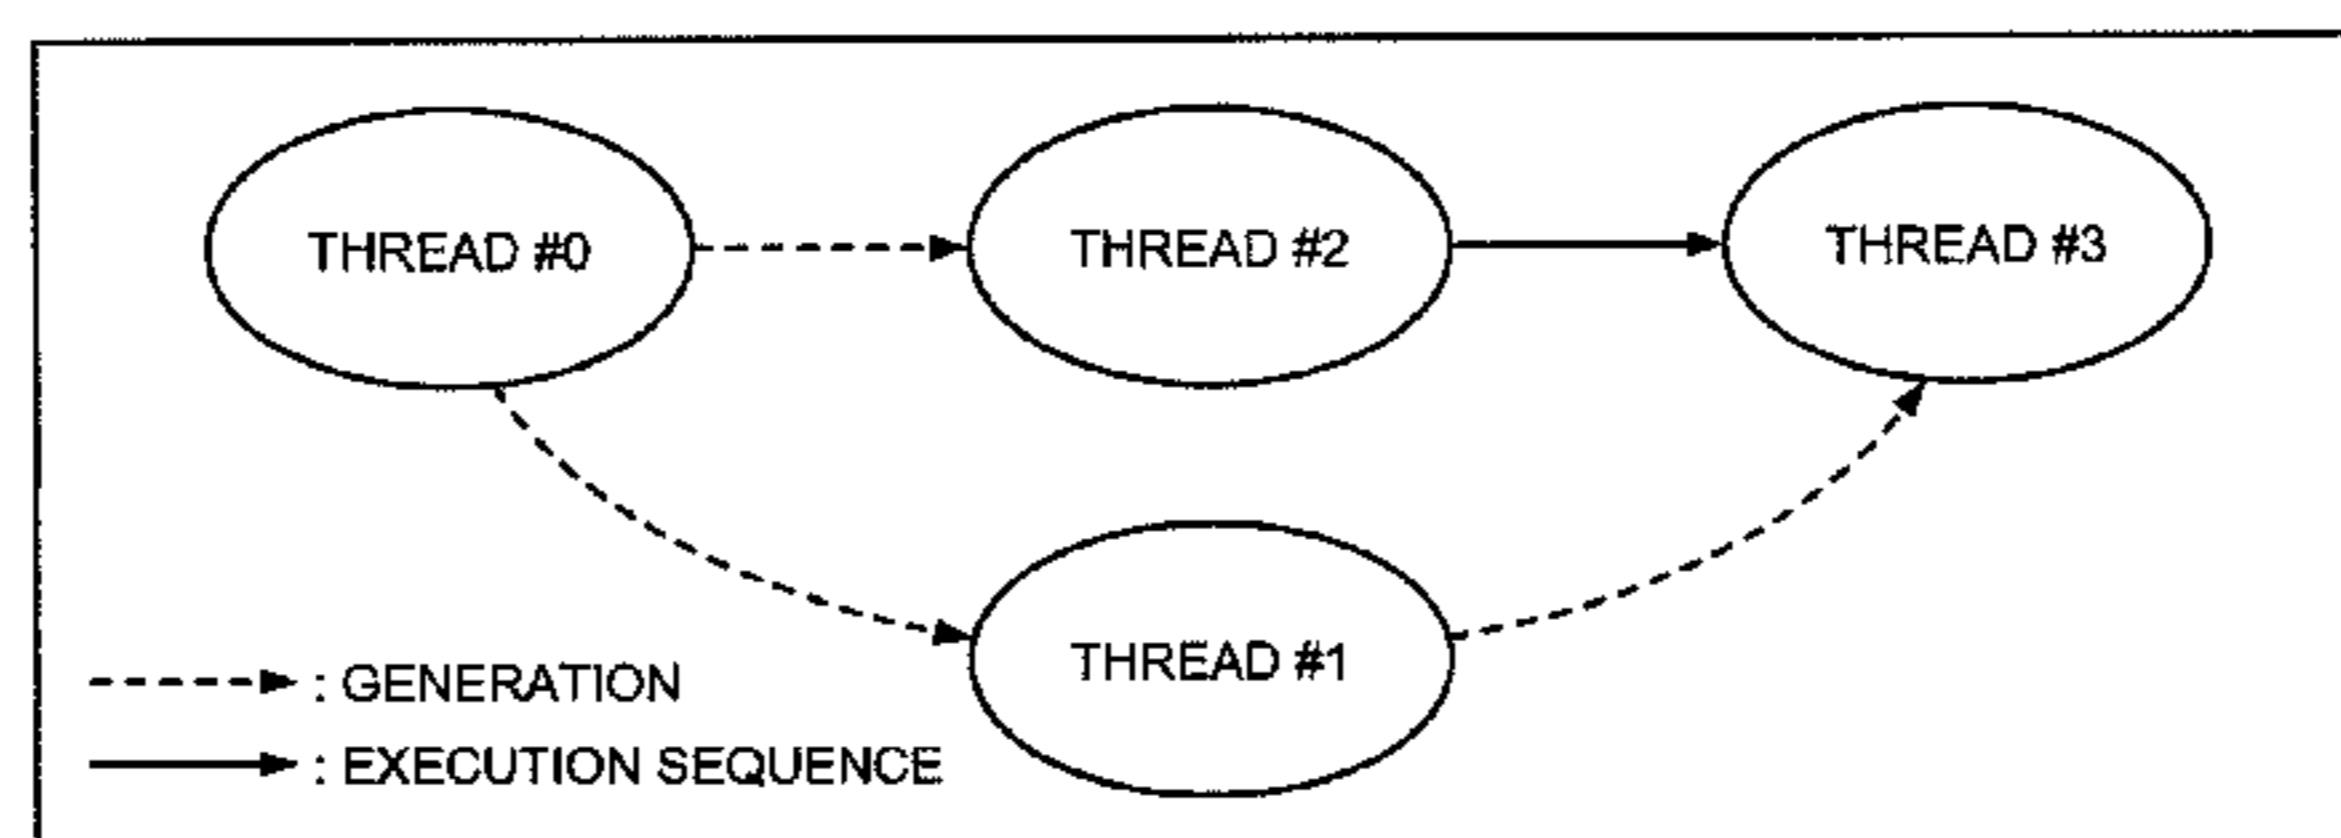 THREAD #0
THREAD #2
THREAD #3
THREAD #1
: GENERATION
: EXECUTION SEQUENCE